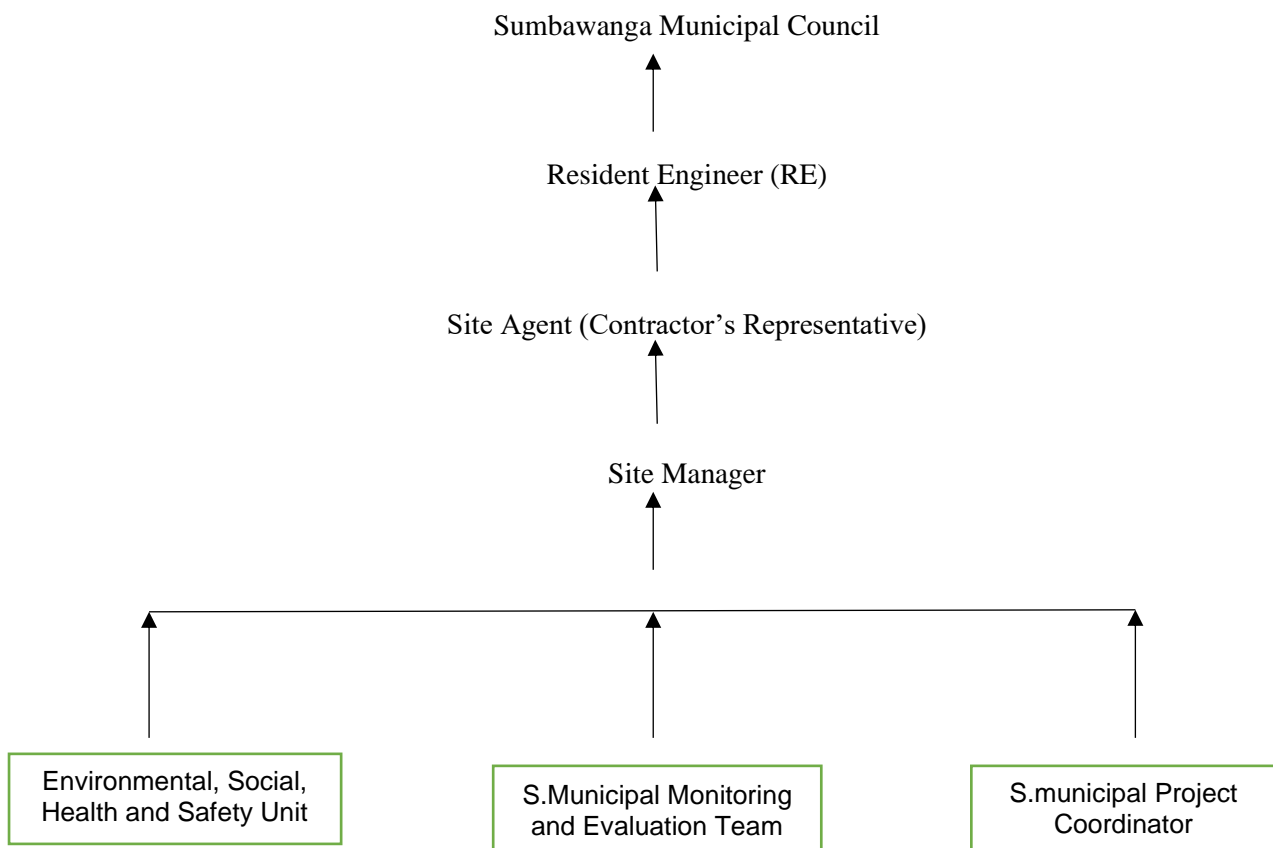 Sumbawanga Municipal Council
Resident Engineer (RE)
Site Agent (Contractor’s Representative)
Site Manager
Environmental, Social,
Health and Safety Unit
S.Municipal Monitoring
and Evaluation Team
S.municipal Project
Coordinator